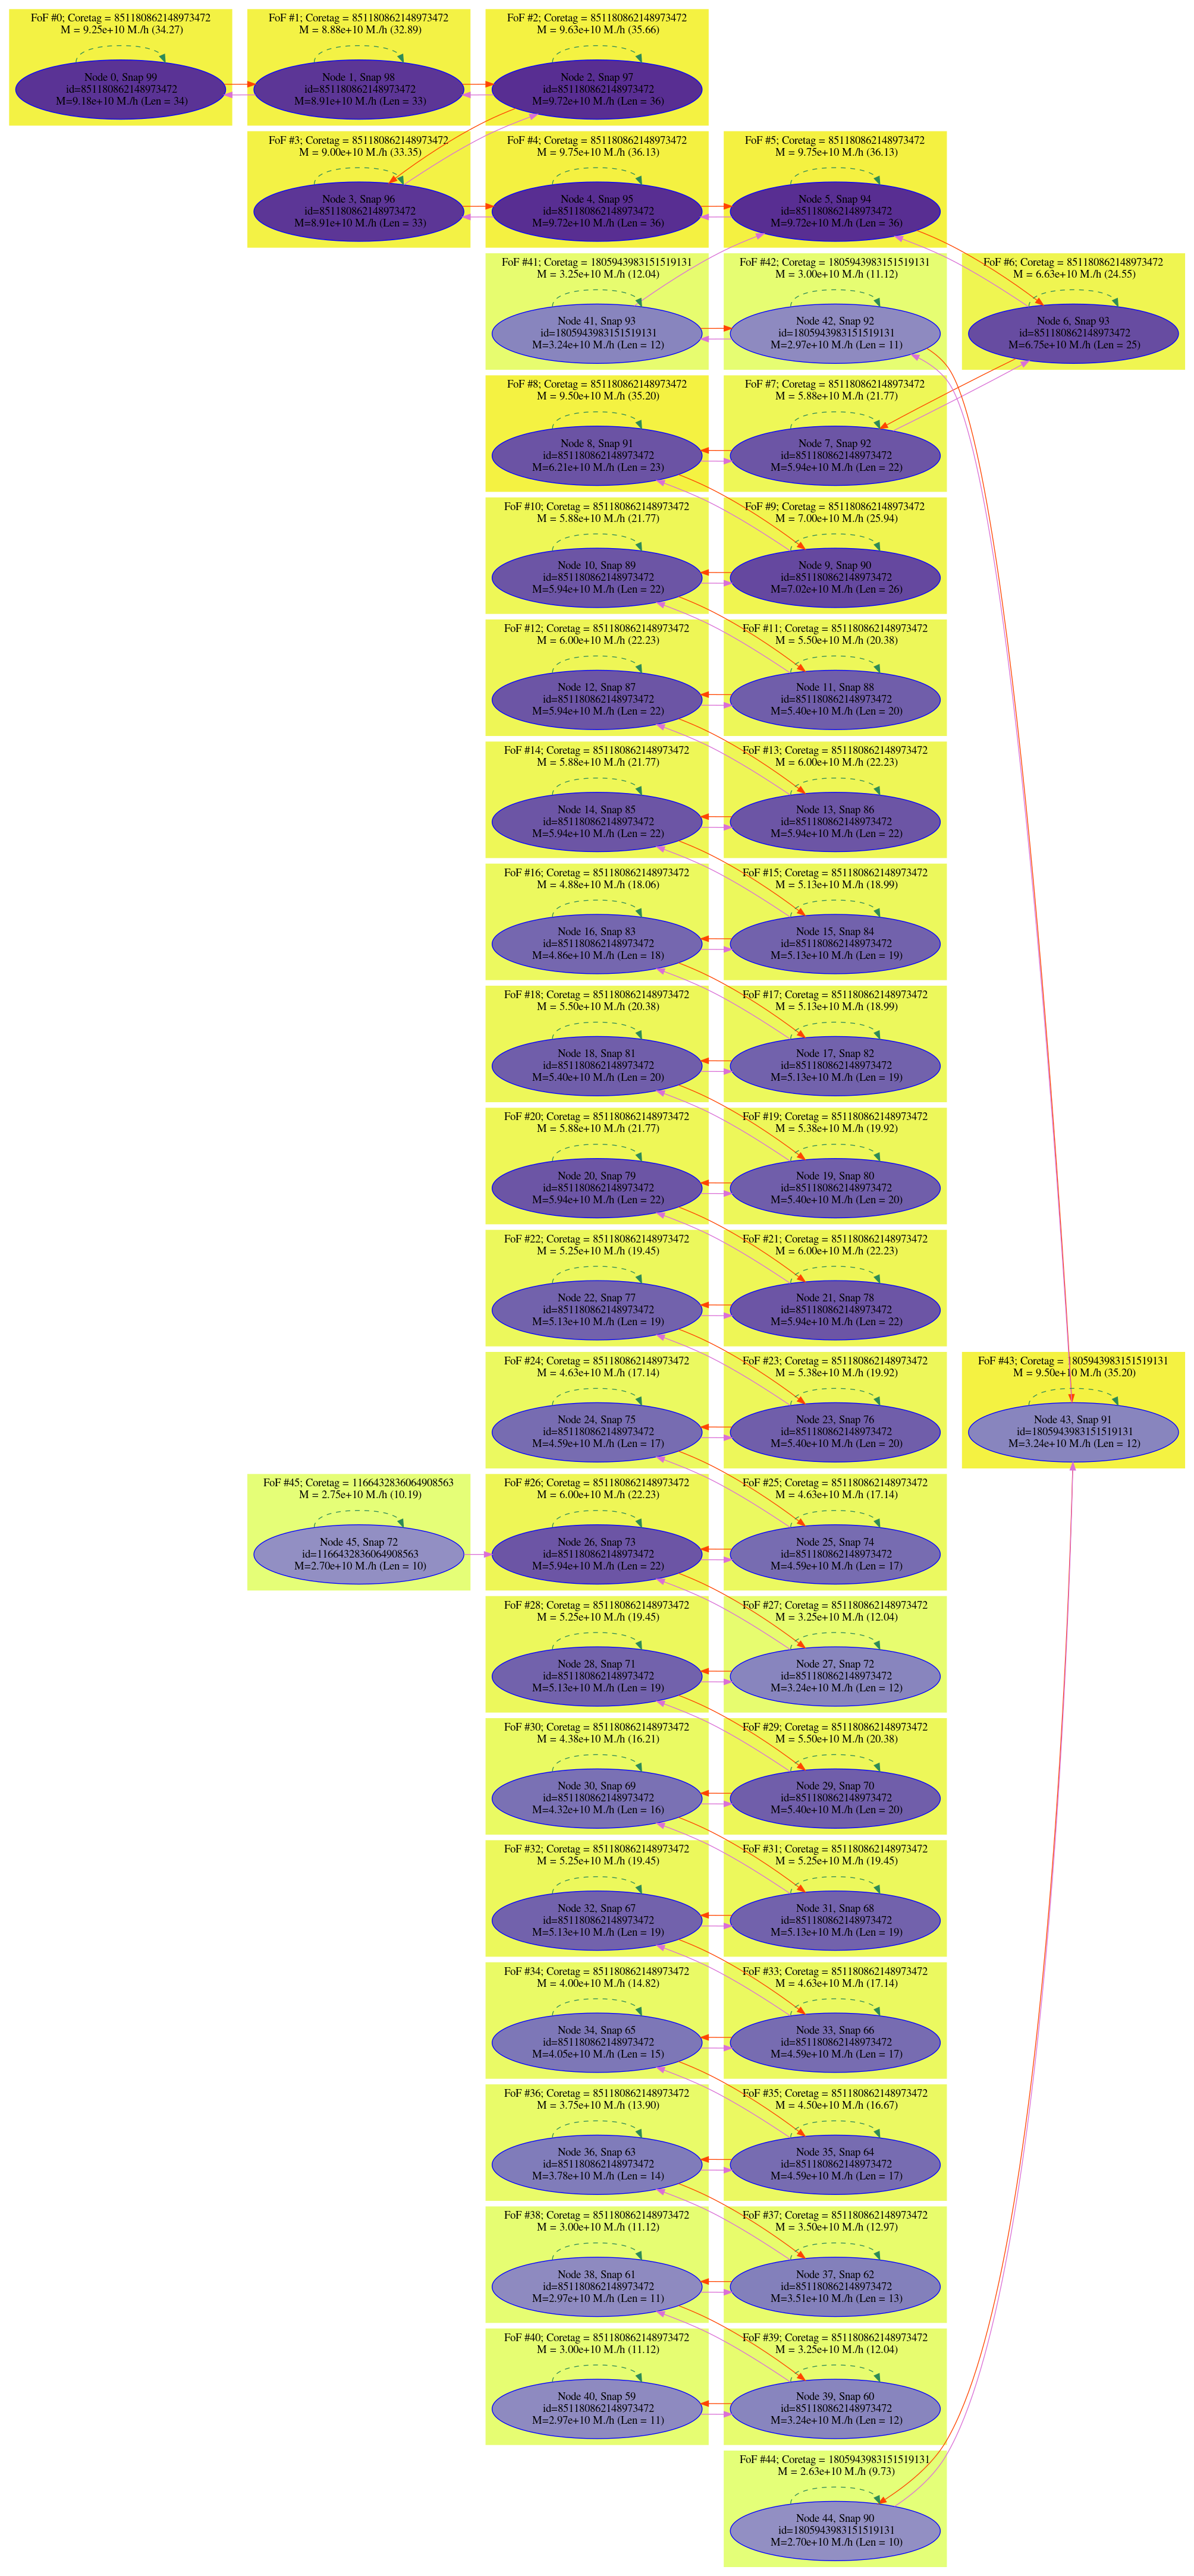 FoF #0; Coretag = 851180862148973472
M = 9.25e+10 M./h (34.27)
Node 0, Snap 99
id=851180862148973472
M=9.18e+10 M./h (Len = 34)
FoF #1; Coretag = 851180862148973472
M = 8.88e+10 M./h (32.89)
Node 1, Snap 98
id=851180862148973472
M=8.91e+10 M./h (Len = 33)
FoF #2; Coretag = 851180862148973472
M = 9.63e+10 M./h (35.66)
Node 2, Snap 97
id=851180862148973472
M=9.72e+10 M./h (Len = 36)
FoF #3; Coretag = 851180862148973472
M = 9.00e+10 M./h (33.35)
Node 3, Snap 96
id=851180862148973472
M=8.91e+10 M./h (Len = 33)
FoF #4; Coretag = 851180862148973472
M = 9.75e+10 M./h (36.13)
Node 4, Snap 95
id=851180862148973472
M=9.72e+10 M./h (Len = 36)
FoF #5; Coretag = 851180862148973472
M = 9.75e+10 M./h (36.13)
Node 5, Snap 94
id=851180862148973472
M=9.72e+10 M./h (Len = 36)
FoF #41; Coretag = 1805943983151519131
M = 3.25e+10 M./h (12.04)
Node 41, Snap 93
id=1805943983151519131
M=3.24e+10 M./h (Len = 12)
FoF #42; Coretag = 1805943983151519131
M = 3.00e+10 M./h (11.12)
Node 42, Snap 92
id=1805943983151519131
M=2.97e+10 M./h (Len = 11)
FoF #6; Coretag = 851180862148973472
M = 6.63e+10 M./h (24.55)
Node 6, Snap 93
id=851180862148973472
M=6.75e+10 M./h (Len = 25)
FoF #8; Coretag = 851180862148973472
M = 9.50e+10 M./h (35.20)
Node 8, Snap 91
id=851180862148973472
M=6.21e+10 M./h (Len = 23)
FoF #7; Coretag = 851180862148973472
M = 5.88e+10 M./h (21.77)
Node 7, Snap 92
id=851180862148973472
M=5.94e+10 M./h (Len = 22)
FoF #10; Coretag = 851180862148973472
M = 5.88e+10 M./h (21.77)
Node 10, Snap 89
id=851180862148973472
M=5.94e+10 M./h (Len = 22)
FoF #9; Coretag = 851180862148973472
M = 7.00e+10 M./h (25.94)
Node 9, Snap 90
id=851180862148973472
M=7.02e+10 M./h (Len = 26)
FoF #12; Coretag = 851180862148973472
M = 6.00e+10 M./h (22.23)
Node 12, Snap 87
id=851180862148973472
M=5.94e+10 M./h (Len = 22)
FoF #11; Coretag = 851180862148973472
M = 5.50e+10 M./h (20.38)
Node 11, Snap 88
id=851180862148973472
M=5.40e+10 M./h (Len = 20)
FoF #14; Coretag = 851180862148973472
M = 5.88e+10 M./h (21.77)
Node 14, Snap 85
id=851180862148973472
M=5.94e+10 M./h (Len = 22)
FoF #13; Coretag = 851180862148973472
M = 6.00e+10 M./h (22.23)
Node 13, Snap 86
id=851180862148973472
M=5.94e+10 M./h (Len = 22)
FoF #16; Coretag = 851180862148973472
M = 4.88e+10 M./h (18.06)
Node 16, Snap 83
id=851180862148973472
M=4.86e+10 M./h (Len = 18)
FoF #15; Coretag = 851180862148973472
M = 5.13e+10 M./h (18.99)
Node 15, Snap 84
id=851180862148973472
M=5.13e+10 M./h (Len = 19)
FoF #18; Coretag = 851180862148973472
M = 5.50e+10 M./h (20.38)
Node 18, Snap 81
id=851180862148973472
M=5.40e+10 M./h (Len = 20)
FoF #17; Coretag = 851180862148973472
M = 5.13e+10 M./h (18.99)
Node 17, Snap 82
id=851180862148973472
M=5.13e+10 M./h (Len = 19)
FoF #20; Coretag = 851180862148973472
M = 5.88e+10 M./h (21.77)
Node 20, Snap 79
id=851180862148973472
M=5.94e+10 M./h (Len = 22)
FoF #19; Coretag = 851180862148973472
M = 5.38e+10 M./h (19.92)
Node 19, Snap 80
id=851180862148973472
M=5.40e+10 M./h (Len = 20)
FoF #22; Coretag = 851180862148973472
M = 5.25e+10 M./h (19.45)
Node 22, Snap 77
id=851180862148973472
M=5.13e+10 M./h (Len = 19)
FoF #21; Coretag = 851180862148973472
M = 6.00e+10 M./h (22.23)
Node 21, Snap 78
id=851180862148973472
M=5.94e+10 M./h (Len = 22)
FoF #24; Coretag = 851180862148973472
M = 4.63e+10 M./h (17.14)
Node 24, Snap 75
id=851180862148973472
M=4.59e+10 M./h (Len = 17)
FoF #23; Coretag = 851180862148973472
M = 5.38e+10 M./h (19.92)
Node 23, Snap 76
id=851180862148973472
M=5.40e+10 M./h (Len = 20)
FoF #43; Coretag = 1805943983151519131
M = 9.50e+10 M./h (35.20)
Node 43, Snap 91
id=1805943983151519131
M=3.24e+10 M./h (Len = 12)
FoF #45; Coretag = 1166432836064908563
M = 2.75e+10 M./h (10.19)
Node 45, Snap 72
id=1166432836064908563
M=2.70e+10 M./h (Len = 10)
FoF #26; Coretag = 851180862148973472
M = 6.00e+10 M./h (22.23)
Node 26, Snap 73
id=851180862148973472
M=5.94e+10 M./h (Len = 22)
FoF #25; Coretag = 851180862148973472
M = 4.63e+10 M./h (17.14)
Node 25, Snap 74
id=851180862148973472
M=4.59e+10 M./h (Len = 17)
FoF #28; Coretag = 851180862148973472
M = 5.25e+10 M./h (19.45)
Node 28, Snap 71
id=851180862148973472
M=5.13e+10 M./h (Len = 19)
FoF #27; Coretag = 851180862148973472
M = 3.25e+10 M./h (12.04)
Node 27, Snap 72
id=851180862148973472
M=3.24e+10 M./h (Len = 12)
FoF #30; Coretag = 851180862148973472
M = 4.38e+10 M./h (16.21)
Node 30, Snap 69
id=851180862148973472
M=4.32e+10 M./h (Len = 16)
FoF #29; Coretag = 851180862148973472
M = 5.50e+10 M./h (20.38)
Node 29, Snap 70
id=851180862148973472
M=5.40e+10 M./h (Len = 20)
FoF #32; Coretag = 851180862148973472
M = 5.25e+10 M./h (19.45)
Node 32, Snap 67
id=851180862148973472
M=5.13e+10 M./h (Len = 19)
FoF #31; Coretag = 851180862148973472
M = 5.25e+10 M./h (19.45)
Node 31, Snap 68
id=851180862148973472
M=5.13e+10 M./h (Len = 19)
FoF #34; Coretag = 851180862148973472
M = 4.00e+10 M./h (14.82)
Node 34, Snap 65
id=851180862148973472
M=4.05e+10 M./h (Len = 15)
FoF #33; Coretag = 851180862148973472
M = 4.63e+10 M./h (17.14)
Node 33, Snap 66
id=851180862148973472
M=4.59e+10 M./h (Len = 17)
FoF #36; Coretag = 851180862148973472
M = 3.75e+10 M./h (13.90)
Node 36, Snap 63
id=851180862148973472
M=3.78e+10 M./h (Len = 14)
FoF #35; Coretag = 851180862148973472
M = 4.50e+10 M./h (16.67)
Node 35, Snap 64
id=851180862148973472
M=4.59e+10 M./h (Len = 17)
FoF #38; Coretag = 851180862148973472
M = 3.00e+10 M./h (11.12)
Node 38, Snap 61
id=851180862148973472
M=2.97e+10 M./h (Len = 11)
FoF #37; Coretag = 851180862148973472
M = 3.50e+10 M./h (12.97)
Node 37, Snap 62
id=851180862148973472
M=3.51e+10 M./h (Len = 13)
FoF #40; Coretag = 851180862148973472
M = 3.00e+10 M./h (11.12)
Node 40, Snap 59
id=851180862148973472
M=2.97e+10 M./h (Len = 11)
FoF #39; Coretag = 851180862148973472
M = 3.25e+10 M./h (12.04)
Node 39, Snap 60
id=851180862148973472
M=3.24e+10 M./h (Len = 12)
FoF #44; Coretag = 1805943983151519131
M = 2.63e+10 M./h (9.73)
Node 44, Snap 90
id=1805943983151519131
M=2.70e+10 M./h (Len = 10)